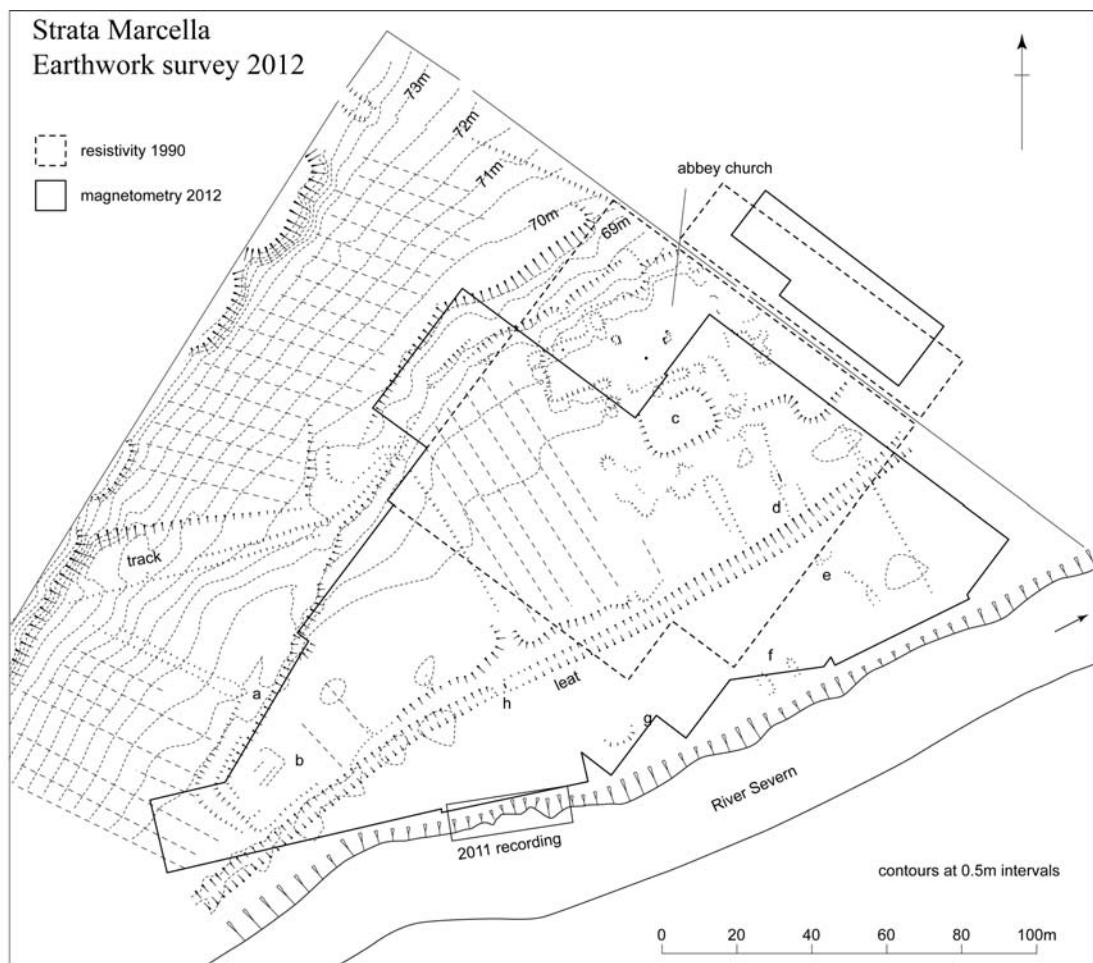 Strata Marcella
Earthwork survey 2012
resistivity 1990
magnetometry 2012
73m
72m
71m
70m
69m
abbey church
c
d
track
e
f
a
leat
h
g
b
River Severn
2011 recording
contours at 0.5m intervals
0 20 40 60 80 100m